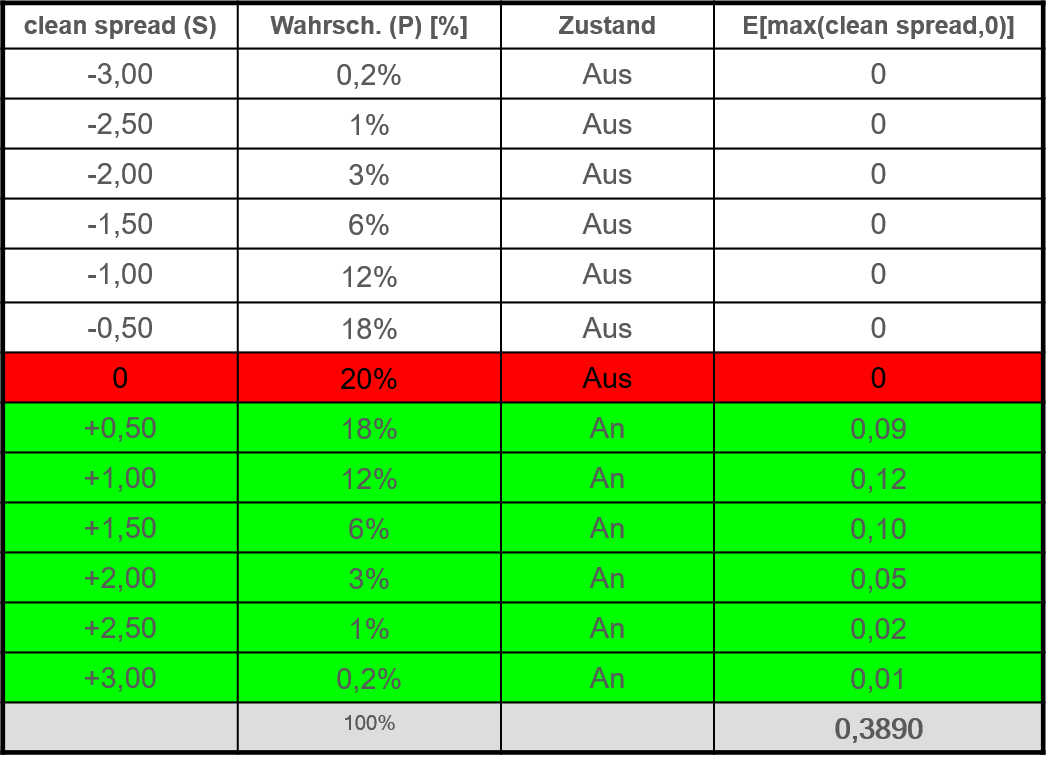 clean spread (S) Wahrsch. (P) [%] Zustand E[max(clean spread,0)]
-3,00 0,2% Aus 0
-2,50 1% Aus 0
-2,00 3% Aus 0
-1,50 6% Aus 0
-1,00 12% Aus 0
-0,50 18% Aus 0
0 20% Aus 0
+0,50 18% An 0,09
+1,00 12% An 0,12
+1,50 6% An 0,10
+2,00 3% An 0,05
+2,50 1% An 0,02
+3,00 0,2% An 0,01
100% 0,3890